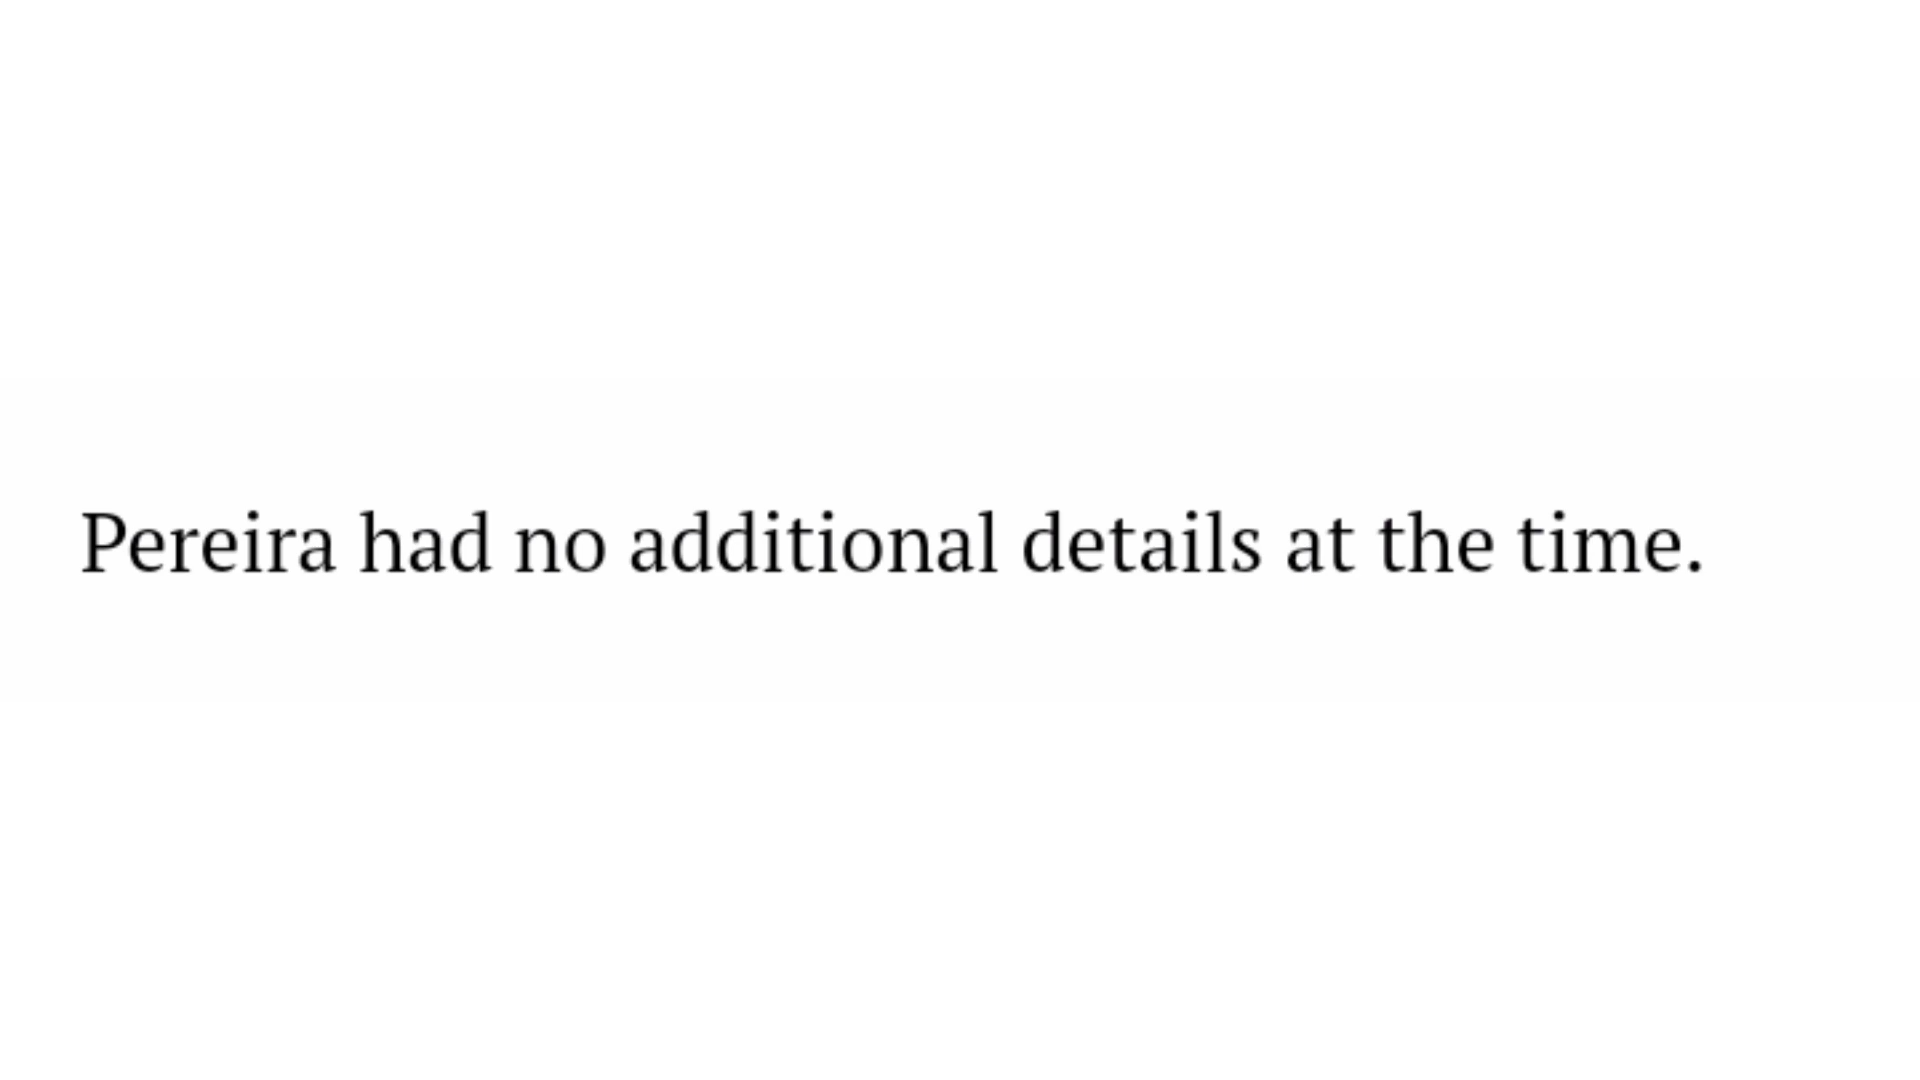 Pereira had no additional details at the time.